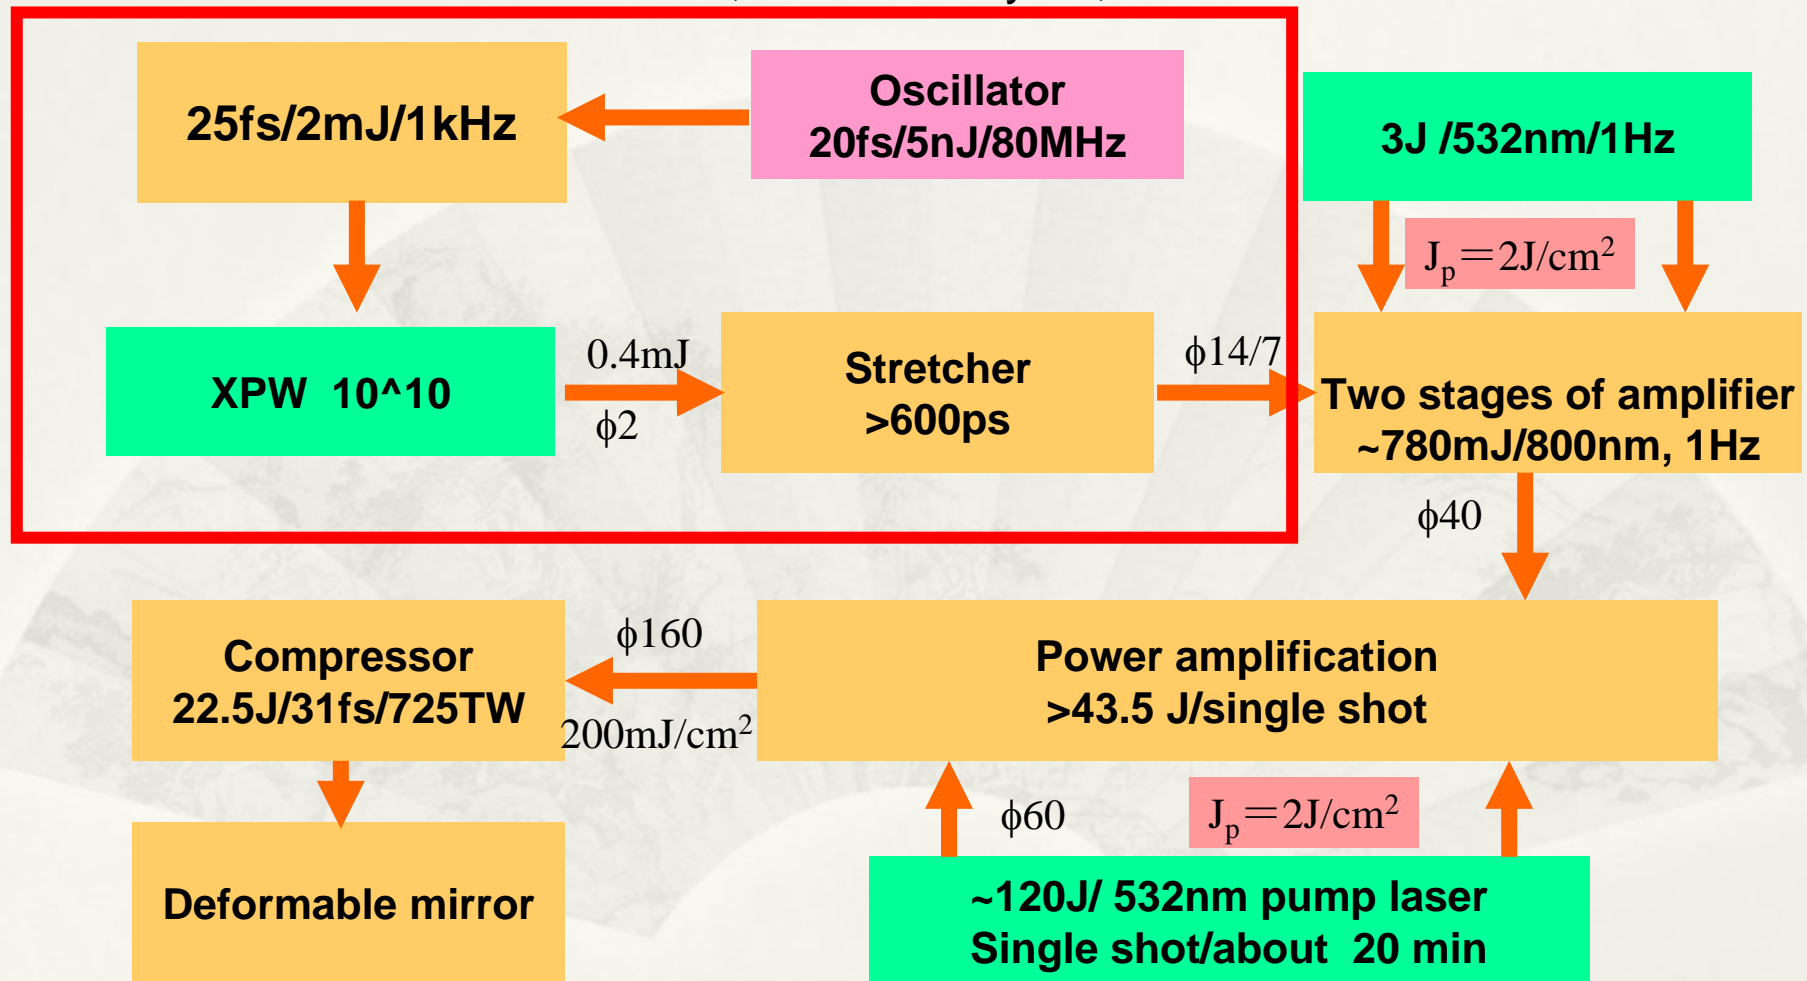 25fs/2mJ/1kHz
Oscillator
20fs/5nJ/80MHz
3J /532nm/1Hz
Jp＝2J/cm²
XPW 10^10
0.4mJ
ϕ2
Stretcher
>600ps
ϕ14/7
Two stages of amplifier
~780mJ/800nm, 1Hz
ϕ40
Compressor
22.5J/31fs/725TW
ϕ160
200mJ/cm²
Power amplification
>43.5 J/single shot
ϕ60
Jp＝2J/cm²
Deformable mirror
~120J/ 532nm pump laser
Single shot/about 20 min